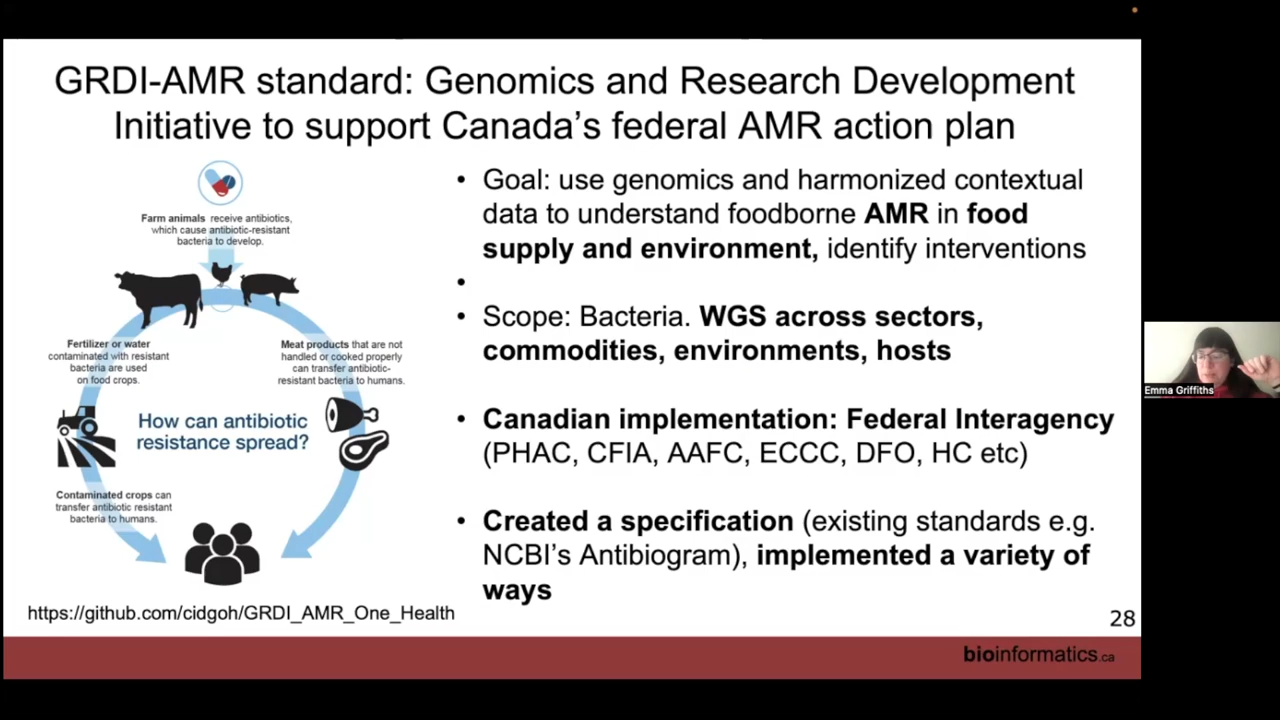 GRDI-AMR standard: Genomics and Research Development
Initiative to support Canada's federal AMR action plan
Farm animals receive antibiotics,
which cause antibiotic-resistant
bacteria to develop.
Fertilizer or water
contaminated with resistant
bacteria are used
on food crops.
Meat products that are not
handled or cooked properly
can transfer antibiotic-
resistant bacteria to humans.
How can antibiotic
resistance spread?
Contaminated crops can
transfer antibiotic resistant
bacteria to humans.
https://github.com/cidgoh/GRDI_AMR_One_Health
• Goal: use genomics and harmonized contextual
data to understand foodborne AMR in food
supply and environment, identify interventions
•
• Scope: Bacteria. WGS across sectors,
commodities, environments, hosts
• Canadian implementation: Federal Interagency
(PHAC, CFIA, AAFC, ECCC, DFO, HC etc)
• Created a specification (existing standards e.g.
NCBI's Antibiogram), implemented a variety of
ways
28
bioinformatics.ca
Emma Griffiths